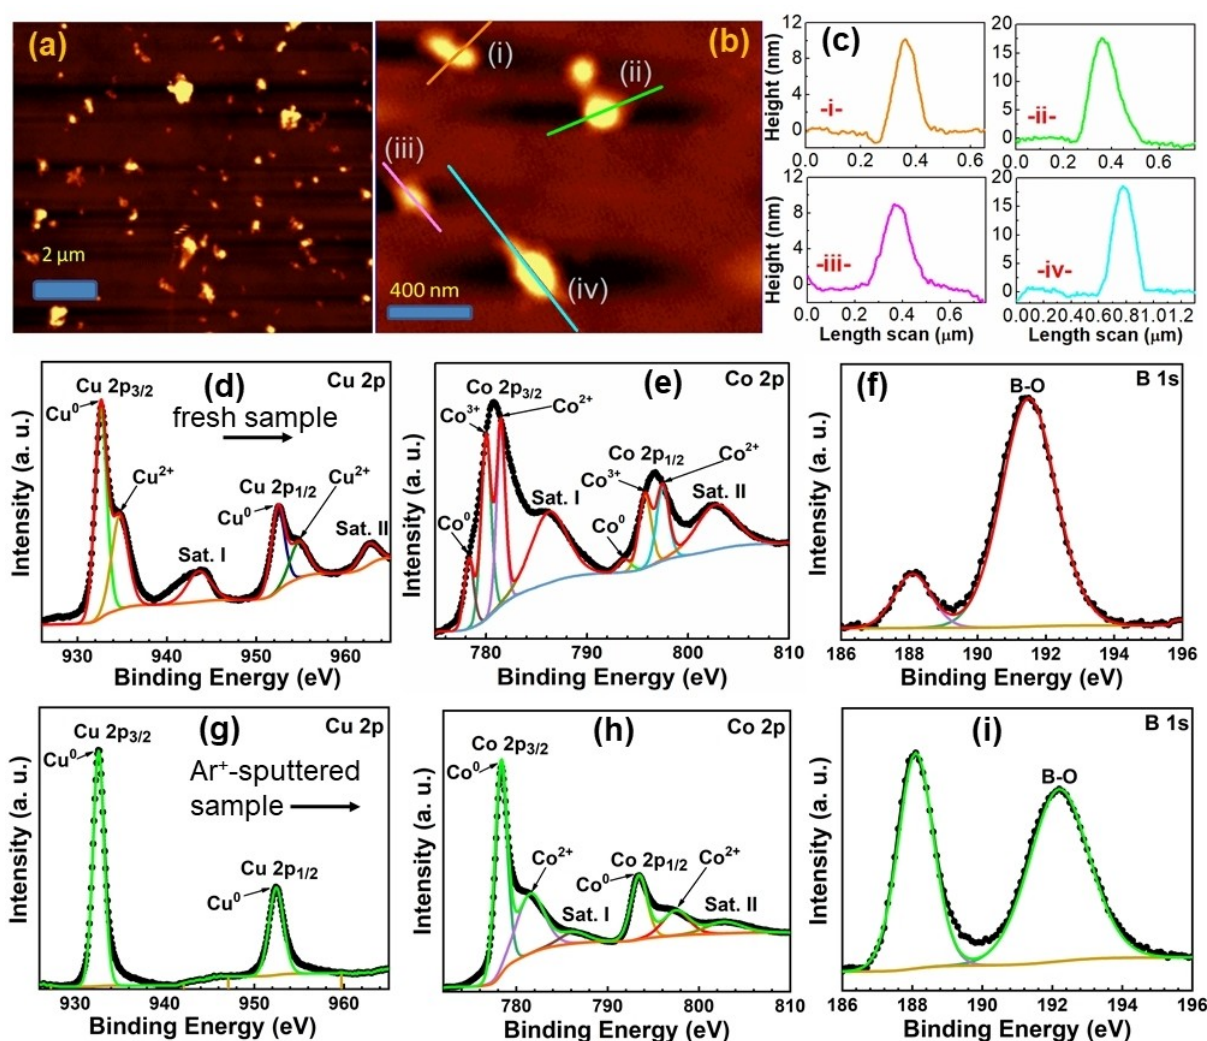 (a)
2 µm
(b)
(i)
(ii)
(iii)
(iv)
400 nm
(c)
Height (nm)
12
8
4
0
-i-
0.0 0.2 0.4 0.6
20
15
10
5
0
-ii-
0.0 0.2 0.4 0.6
Height (nm)
12
8
4
0
-iii-
0.0 0.2 0.4 0.6
Length scan (µm)
20
15
10
5
0
-iv-
0.00.20.40.60.81.01.2
Length scan (µm)
(d)
Cu 2p
Cu 2p3/2
Cu0
fresh sample
Cu2+
Cu 2p1/2
Cu2+
Cu0
Sat. I
Sat. II
Intensity (a. u.)
930 940 950 960
Binding Energy (eV)
(e)
Co 2p
Co 2p3/2
Co3+
Co2+
Co 2p1/2
Co2+
Co3+
Sat. I
Sat. II
Co0
Co0
Intensity (a. u.)
780 790 800 810
Binding Energy (eV)
(f)
B 1s
B-O
Intensity (a. u.)
186 188 190 192 194 196
Binding Energy (eV)
(g)
Cu 2p
Cu 2p3/2
Cu0
Ar+-sputtered
sample
Cu 2p1/2
Cu0
Intensity (a. u.)
930 940 950 960
Binding Energy (eV)
(h)
Co 2p
Co 2p3/2
Co0
Co2+
Co 2p1/2
Co2+
Co0
Sat. I
Sat. II
Intensity (a. u.)
780 790 800 810
Binding Energy (eV)
(i)
B 1s
B-O
Intensity (a. u.)
186 188 190 192 194 196
Binding Energy (eV)